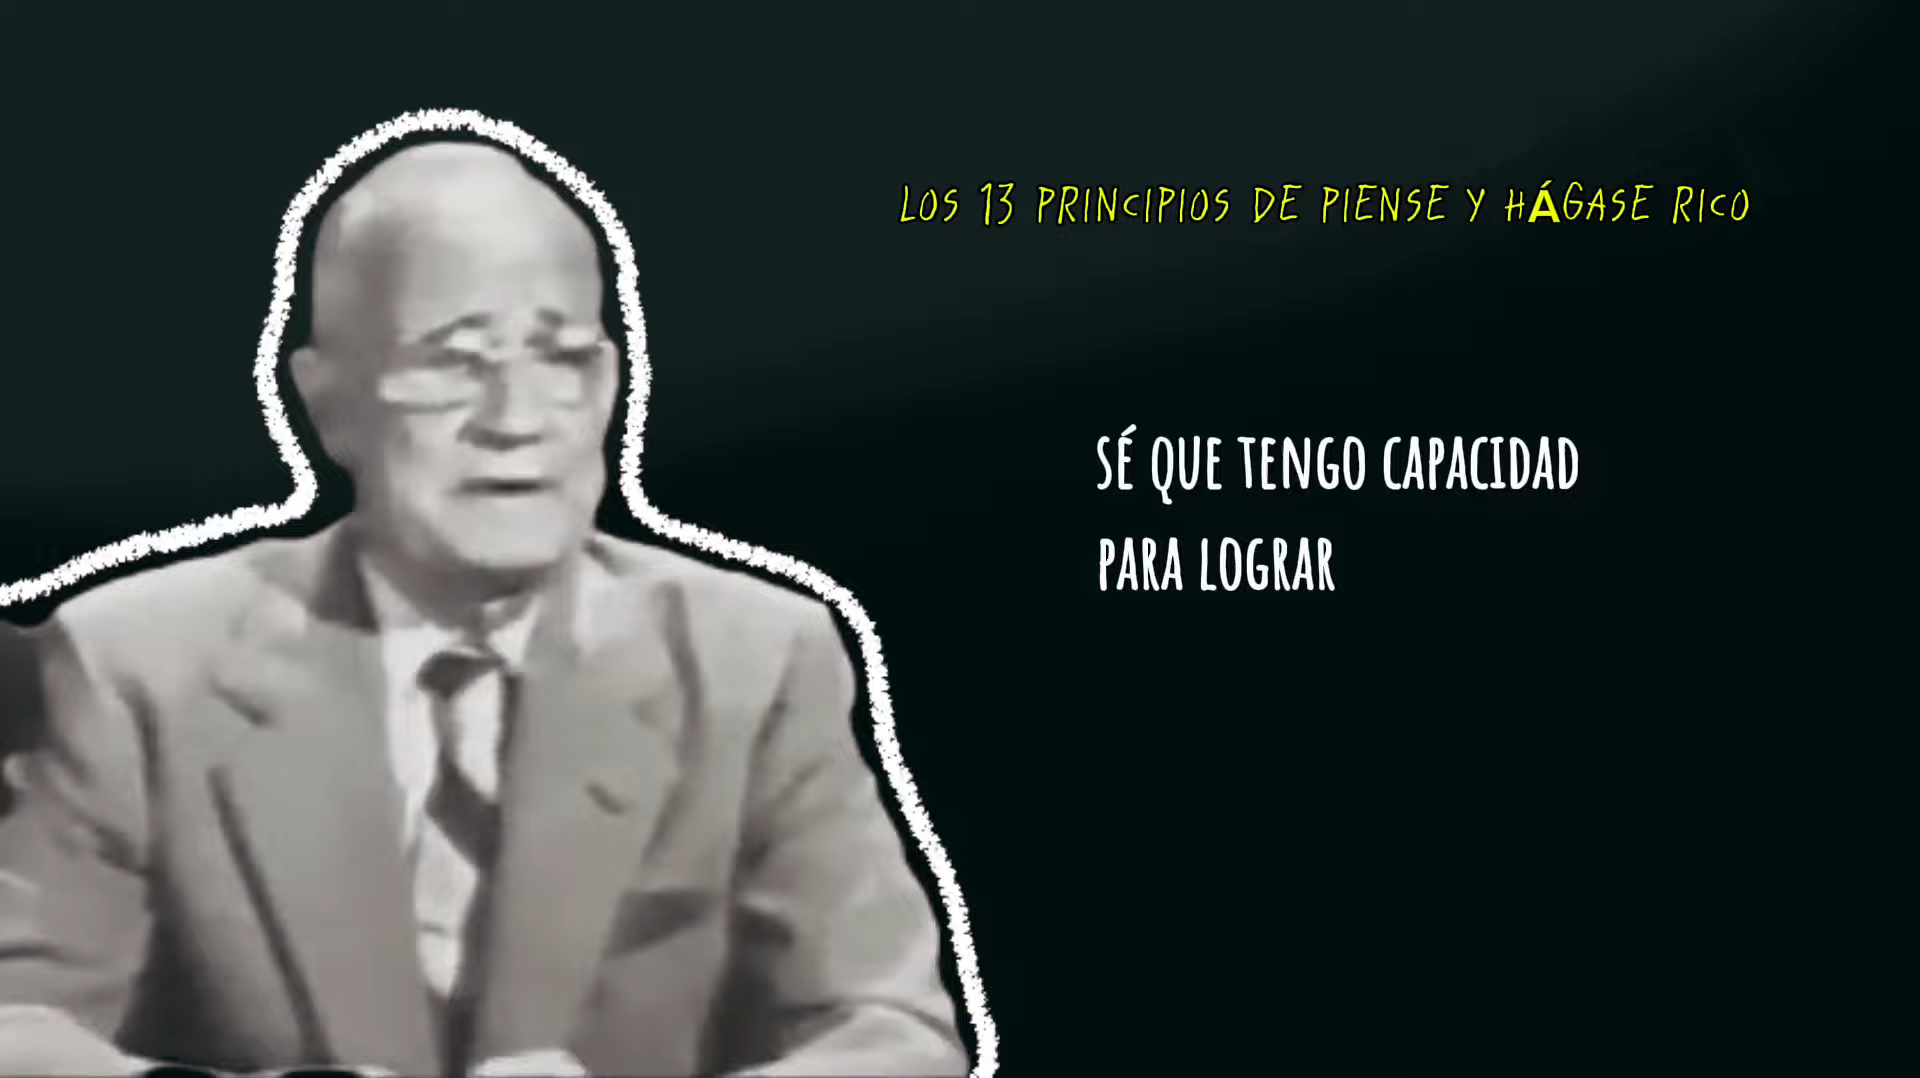 LOS 13 PRINCIPIOS DE PIENSE Y HÁGASE RICO
SÉ QUE TENGO CAPACIDAD
PARA LOGRAR